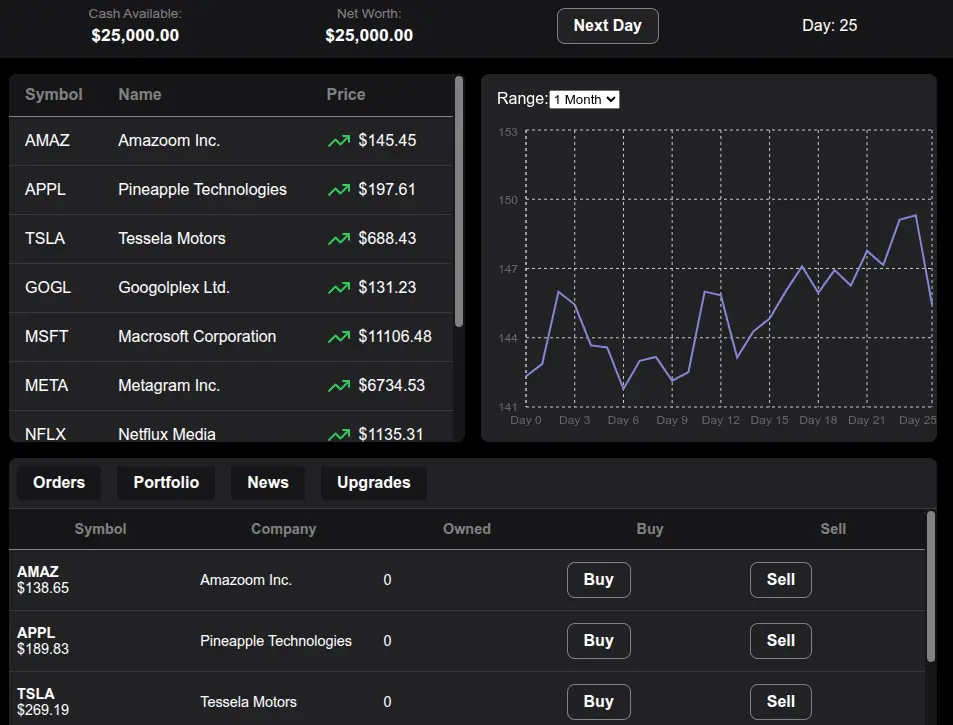 Cash Available: Net Worth:
$25,000.00 $25,000.00 Next Day Day: 25
Symbol Name Price
AMAZ Amazoom Inc. $145.45
APPL Pineapple Technologies $197.61
TSLA Tessela Motors $688.43
GOGL Googolplex Ltd. $131.23
MSFT Macrosoft Corporation $11106.48
META Metagram Inc. $6734.53
NFLX Netflux Media $1135.31
Range: 1 Month
153
150
147
144
141
Day 0 Day 3 Day 6 Day 9 Day 12 Day 15 Day 18 Day 21 Day 25
Orders Portfolio News Upgrades
Symbol Company Owned Buy Sell
AMAZ
$138.65 Amazoom Inc. 0 Buy Sell
APPL
$189.83 Pineapple Technologies 0 Buy Sell
TSLA
$269.19 Tessela Motors 0 Buy Sell